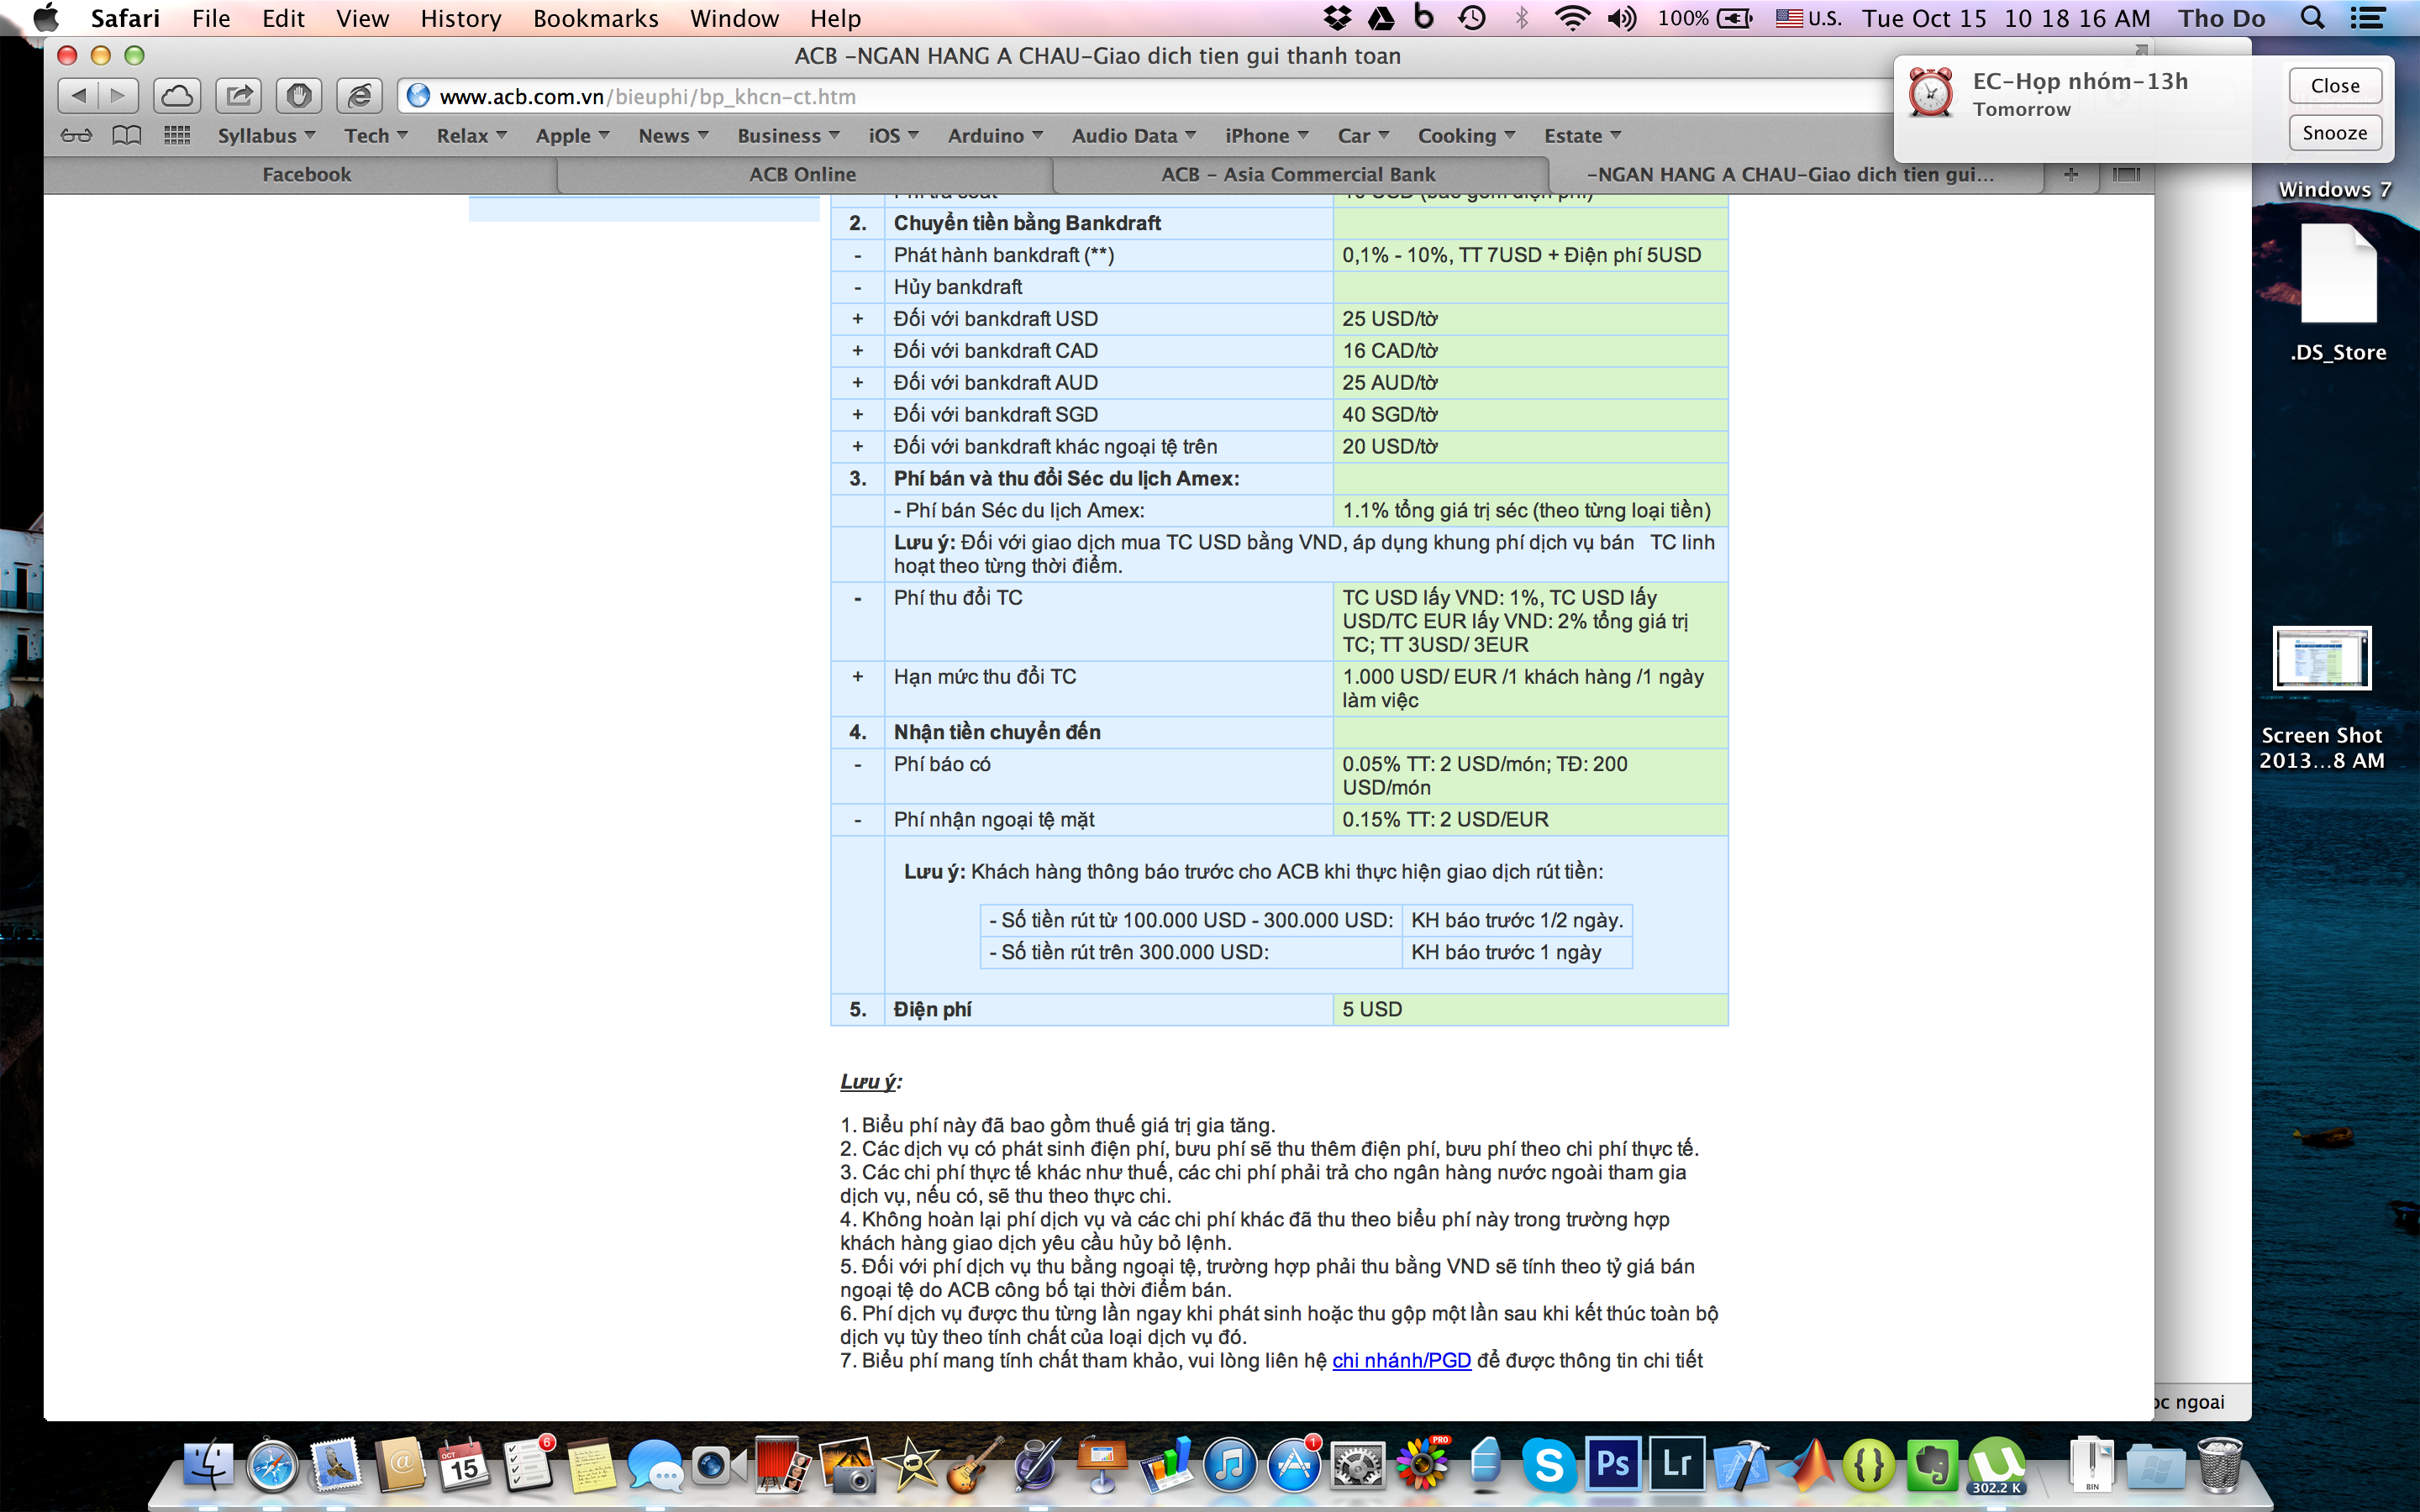 Safari File Edit View History Bookmarks Window Help 100% U.S. Tue Oct 15 10 18 16 AM Tho Do
ACB -NGAN HANG A CHAU-Giao dich tien gui thanh toan
www.acb.com.vn/bieuphi/bp_khcn-ct.htm
EC-Họp nhóm-13h
Tomorrow
Close
Snooze
Syllabus Tech Relax Apple News Business iOS Arduino Audio Data iPhone Car Cooking Estate
Facebook ACB Online ACB - Asia Commercial Bank -NGAN HANG A CHAU-Giao dich tien gui...
Windows 7
.DS_Store
Screen Shot
2013...8 AM
Phí tra soát 10 USD (bao gồm điện phí)
2. Chuyển tiền bằng Bankdraft
- Phát hành bankdraft (**) 0,1% - 10%, TT 7USD + Điện phí 5USD
- Hủy bankdraft
+ Đối với bankdraft USD 25 USD/tờ
+ Đối với bankdraft CAD 16 CAD/tờ
+ Đối với bankdraft AUD 25 AUD/tờ
+ Đối với bankdraft SGD 40 SGD/tờ
+ Đối với bankdraft khác ngoại tệ trên 20 USD/tờ
3. Phí bán và thu đổi Séc du lịch Amex:
- Phí bán Séc du lịch Amex: 1.1% tổng giá trị séc (theo từng loại tiền)
Lưu ý: Đối với giao dịch mua TC USD bằng VND, áp dụng khung phí dịch vụ bán TC linh
hoạt theo từng thời điểm.
- Phí thu đổi TC TC USD lấy VND: 1%, TC USD lấy
USD/TC EUR lấy VND: 2% tổng giá trị
TC; TT 3USD/ 3EUR
+ Hạn mức thu đổi TC 1.000 USD/ EUR /1 khách hàng /1 ngày
làm việc
4. Nhận tiền chuyển đến
- Phí báo có 0.05% TT: 2 USD/món; TĐ: 200
USD/món
- Phí nhận ngoại tệ mặt 0.15% TT: 2 USD/EUR
Lưu ý: Khách hàng thông báo trước cho ACB khi thực hiện giao dịch rút tiền:
- Số tiền rút từ 100.000 USD - 300.000 USD: KH báo trước 1/2 ngày.
- Số tiền rút trên 300.000 USD: KH báo trước 1 ngày
5. Điện phí 5 USD
Lưu ý:
1. Biểu phí này đã bao gồm thuế giá trị gia tăng.
2. Các dịch vụ có phát sinh điện phí, bưu phí sẽ thu thêm điện phí, bưu phí theo chi phí thực tế.
3. Các chi phí thực tế khác như thuế, các chi phí phải trả cho ngân hàng nước ngoài tham gia
dịch vụ, nếu có, sẽ thu theo thực chi.
4. Không hoàn lại phí dịch vụ và các chi phí khác đã thu theo biểu phí này trong trường hợp
khách hàng giao dịch yêu cầu hủy bỏ lệnh.
5. Đối với phí dịch vụ thu bằng ngoại tệ, trường hợp phải thu bằng VND sẽ tính theo tỷ giá bán
ngoại tệ do ACB công bố tại thời điểm bán.
6. Phí dịch vụ được thu từng lần ngay khi phát sinh hoặc thu gộp một lần sau khi kết thúc toàn bộ
dịch vụ tùy theo tính chất của loại dịch vụ đó.
7. Biểu phí mang tính chất tham khảo, vui lòng liên hệ chi nhánh/PGD để được thông tin chi tiết
ngoai
OCT 15 6 1 PRO Ps Lr 302.2 K BIN